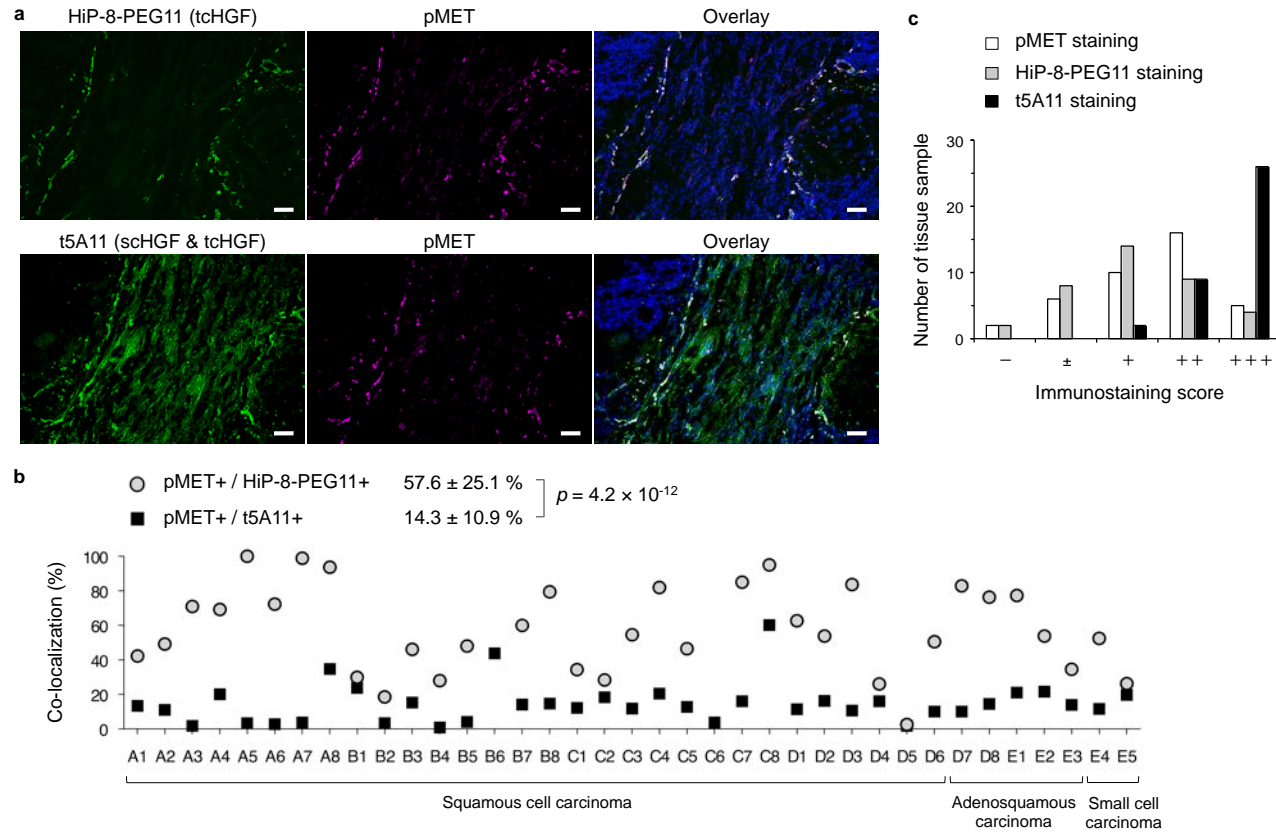 a
HiP-8-PEG11 (tcHGF) pMET Overlay
t5A11 (scHGF & tcHGF) pMET Overlay
c
pMET staining
HiP-8-PEG11 staining
t5A11 staining
Number of tissue sample
30
20
10
0
− ± + ++ +++
Immunostaining score
b
pMET+ / HiP-8-PEG11+ 57.6 ± 25.1 %
pMET+ / t5A11+ 14.3 ± 10.9 %
p = 4.2 × 10-12
Co-localization (%)
100
80
60
40
20
0
A1 A2 A3 A4 A5 A6 A7 A8 B1 B2 B3 B4 B5 B6 B7 B8 C1 C2 C3 C4 C5 C6 C7 C8 D1 D2 D3 D4 D5 D6 D7 D8 E1 E2 E3 E4 E5
Squamous cell carcinoma
Adenosquamous
carcinoma
Small cell
carcinoma